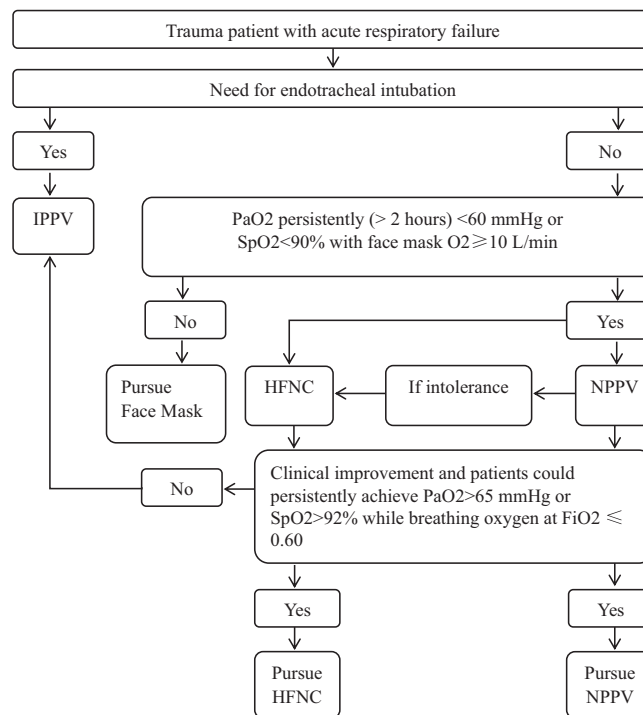 Trauma patient with acute respiratory failure
Need for endotracheal intubation
Yes
No
IPPV
PaO2 persistently (> 2 hours) <60 mmHg or
SpO2<90% with face mask O2≥10 L/min
No
Yes
Pursue
Face Mask
HFNC
If intolerance
NPPV
No
Clinical improvement and patients could
persistently achieve PaO2>65 mmHg or
SpO2>92% while breathing oxygen at FiO2 ≤
0.60
Yes
Yes
Pursue
HFNC
Pursue
NPPV